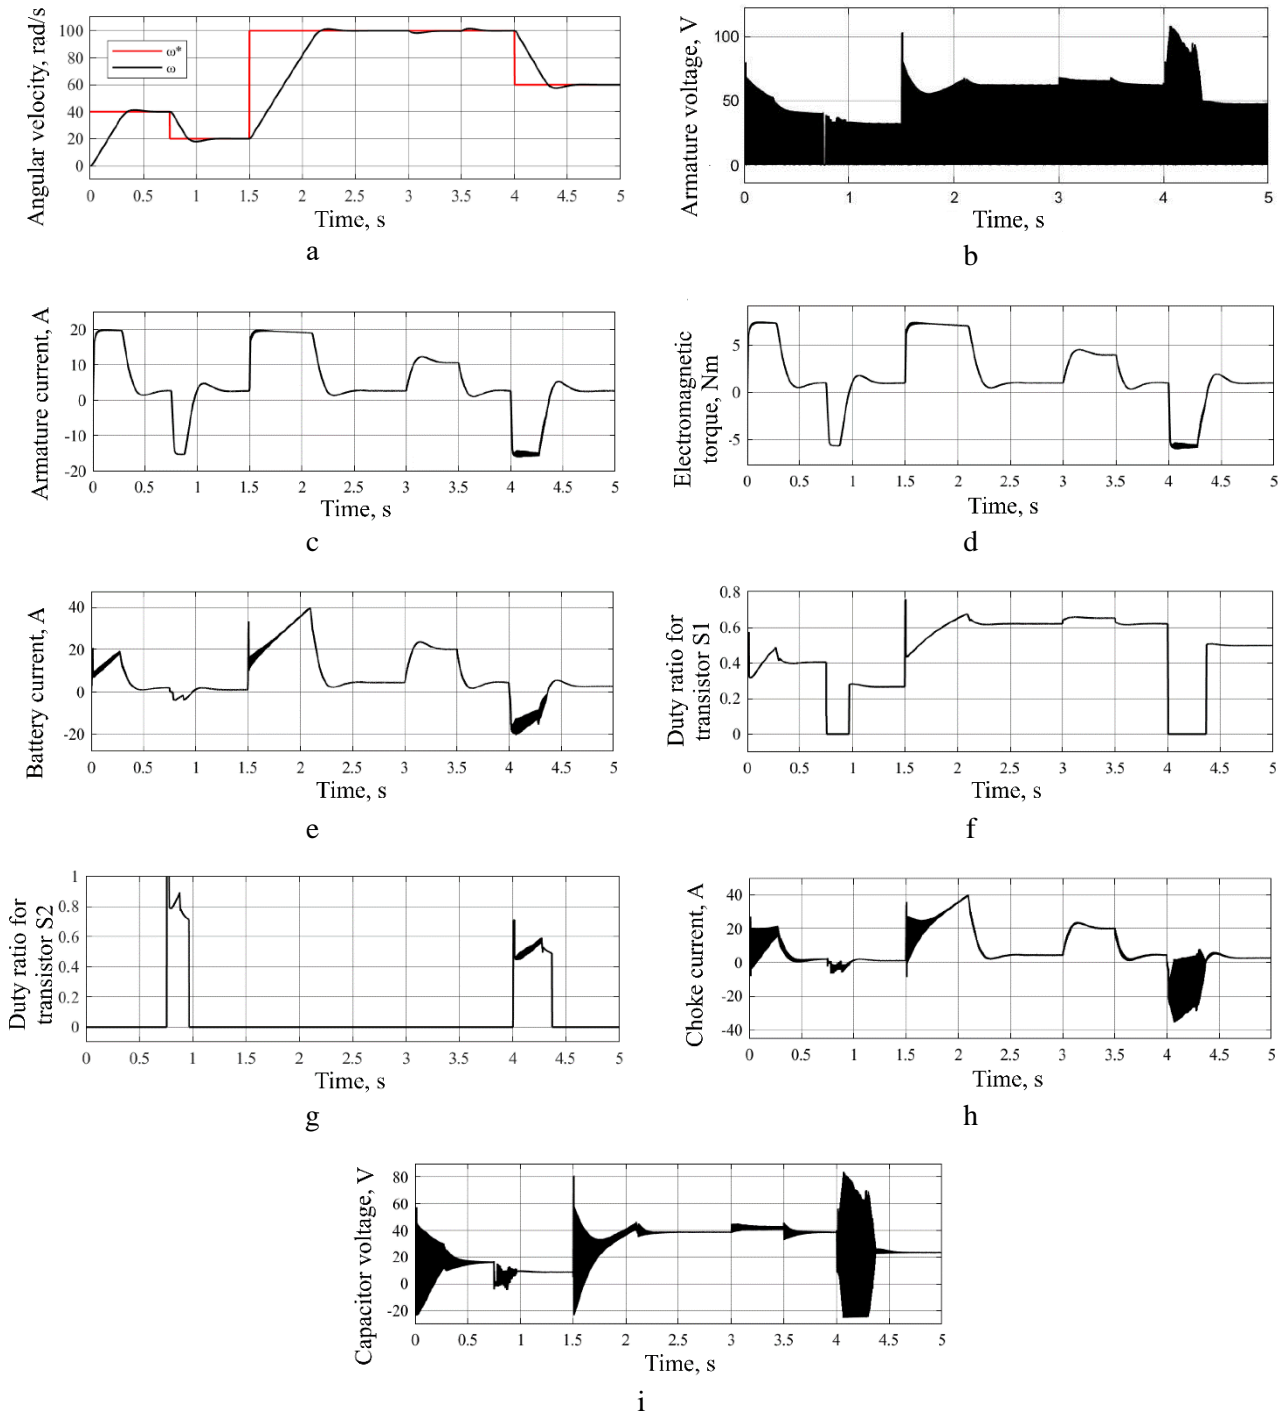 Angular velocity, rad/s
100
80
60
40
20
0
ω*
ω
0 0.5 1 1.5 2 2.5 3 3.5 4 4.5 5
Time, s
a
Armature voltage, V
100
50
0
0 1 2 3 4 5
Time, s
b
Armature current, A
20
10
0
-10
-20
0 0.5 1 1.5 2 2.5 3 3.5 4 4.5 5
Time, s
c
Electromagnetic
torque, Nm
5
0
-5
0 0.5 1 1.5 2 2.5 3 3.5 4 4.5 5
Time, s
d
Battery current, A
40
20
0
-20
0 0.5 1 1.5 2 2.5 3 3.5 4 4.5 5
Time, s
e
Duty ratio for
transistor S1
0.8
0.6
0.4
0.2
0
0 0.5 1 1.5 2 2.5 3 3.5 4 4.5 5
Time, s
f
Duty ratio for
transistor S2
1
0.8
0.6
0.4
0.2
0
0 0.5 1 1.5 2 2.5 3 3.5 4 4.5 5
Time, s
g
Choke current, A
40
20
0
-20
-40
0 0.5 1 1.5 2 2.5 3 3.5 4 4.5 5
Time, s
h
Capacitor voltage, V
80
60
40
20
0
-20
0 0.5 1 1.5 2 2.5 3 3.5 4 4.5 5
Time, s
i